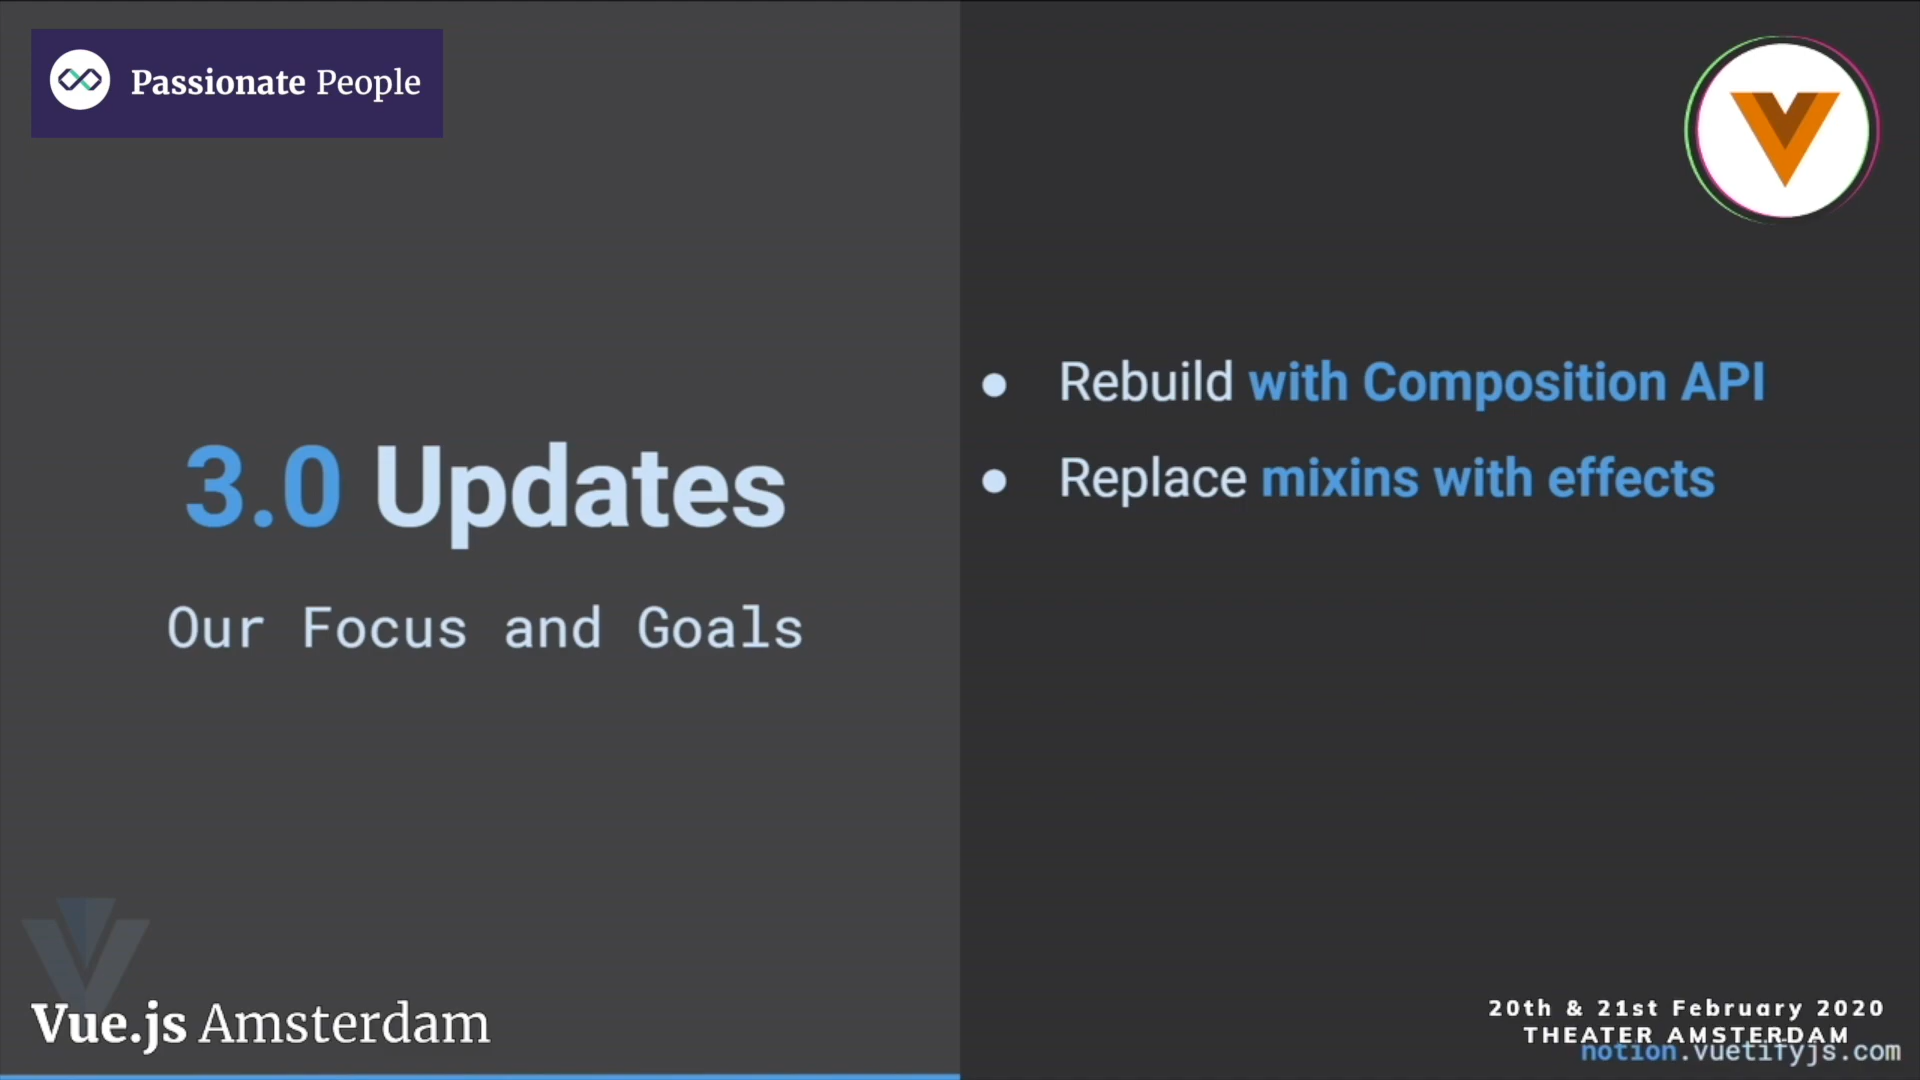 Passionate People
3.0 Updates
Our Focus and Goals
● Rebuild with Composition API
● Replace mixins with effects
Vue.js Amsterdam
20th & 21st February 2020
THEATER AMSTERDAM
notion.vuetifyjs.com